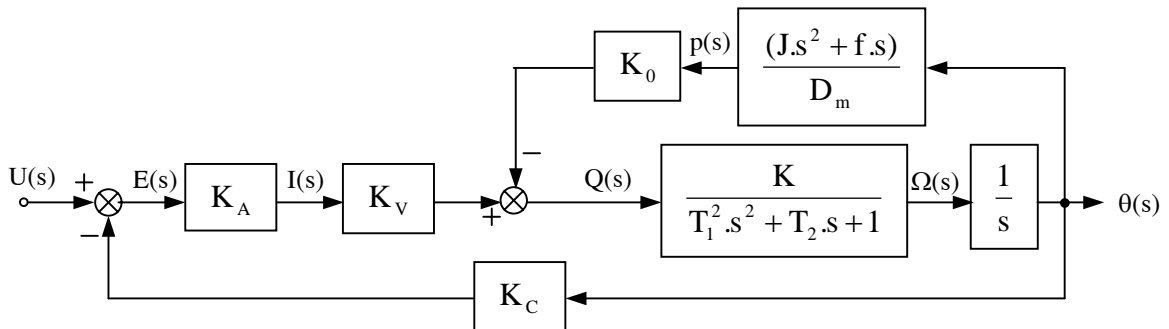 (J.s² + f.s)
D_m
p(s)
K₀
−
U(s)
+
E(s)
K_A
I(s)
K_V
+
Q(s)
K
T₁².s² + T₂.s + 1
Ω(s)
1
s
θ(s)
−
K_C